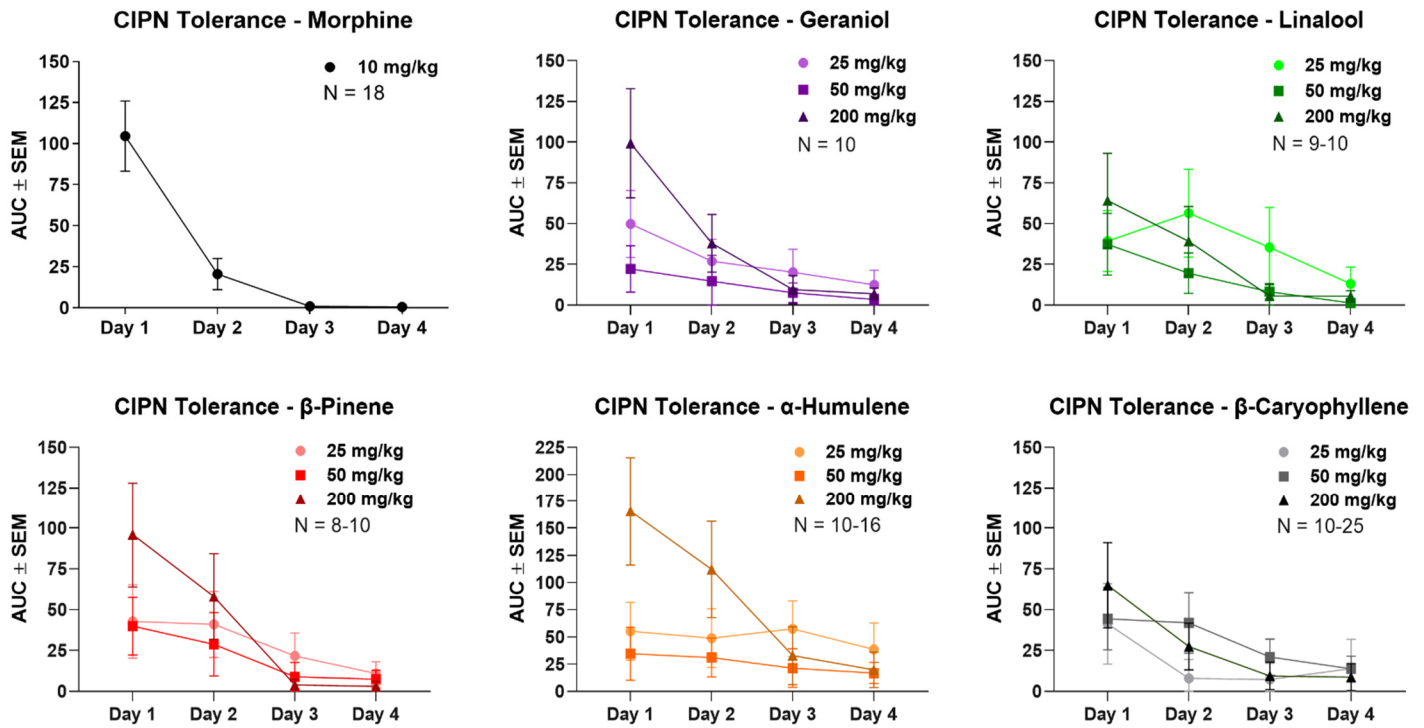 CIPN Tolerance - Morphine
150
125
100
75
50
25
0
AUC ± SEM
10 mg/kg
N = 18
Day 1 Day 2 Day 3 Day 4
CIPN Tolerance - Geraniol
150
125
100
75
50
25
0
AUC ± SEM
25 mg/kg
50 mg/kg
200 mg/kg
N = 10
Day 1 Day 2 Day 3 Day 4
CIPN Tolerance - Linalool
150
125
100
75
50
25
0
AUC ± SEM
25 mg/kg
50 mg/kg
200 mg/kg
N = 9-10
Day 1 Day 2 Day 3 Day 4
CIPN Tolerance - β-Pinene
150
125
100
75
50
25
0
AUC ± SEM
25 mg/kg
50 mg/kg
200 mg/kg
N = 8-10
Day 1 Day 2 Day 3 Day 4
CIPN Tolerance - α-Humulene
225
200
175
150
125
100
75
50
25
0
AUC ± SEM
25 mg/kg
50 mg/kg
200 mg/kg
N = 10-16
Day 1 Day 2 Day 3 Day 4
CIPN Tolerance - β-Caryophyllene
150
125
100
75
50
25
0
AUC ± SEM
25 mg/kg
50 mg/kg
200 mg/kg
N = 10-25
Day 1 Day 2 Day 3 Day 4